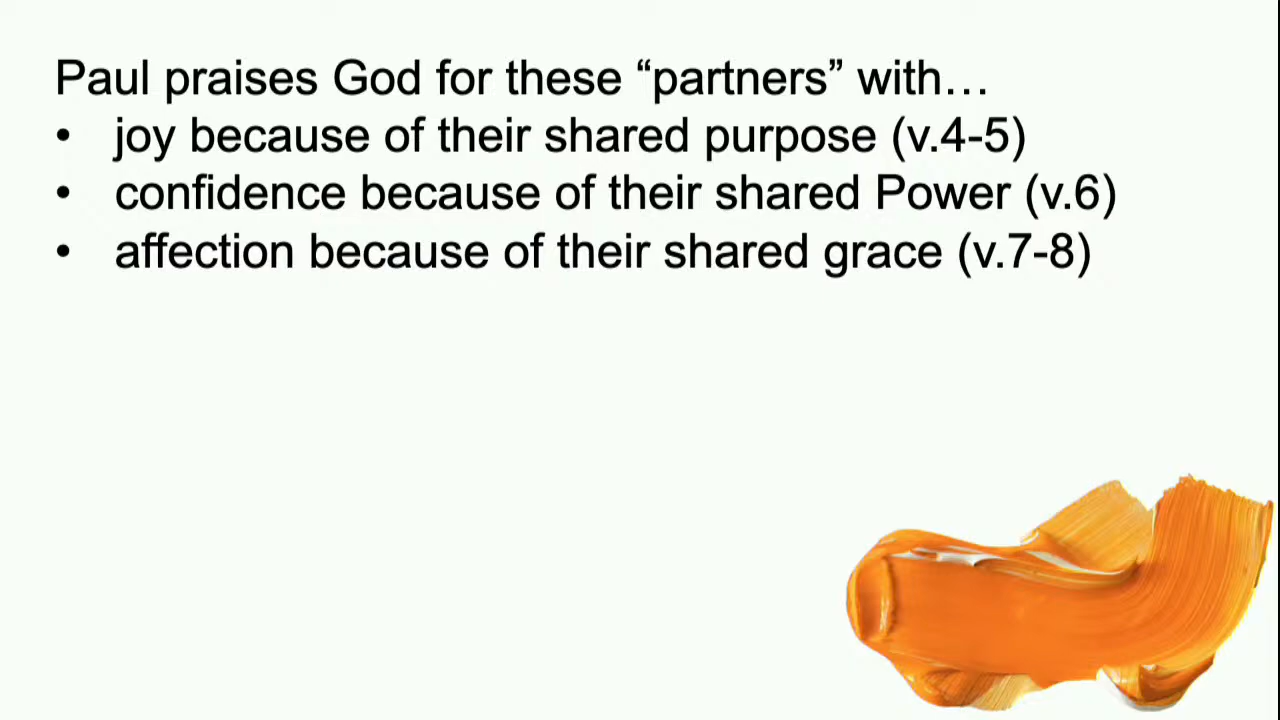 Paul praises God for these “partners” with…
• joy because of their shared purpose (v.4-5)
• confidence because of their shared Power (v.6)
• affection because of their shared grace (v.7-8)